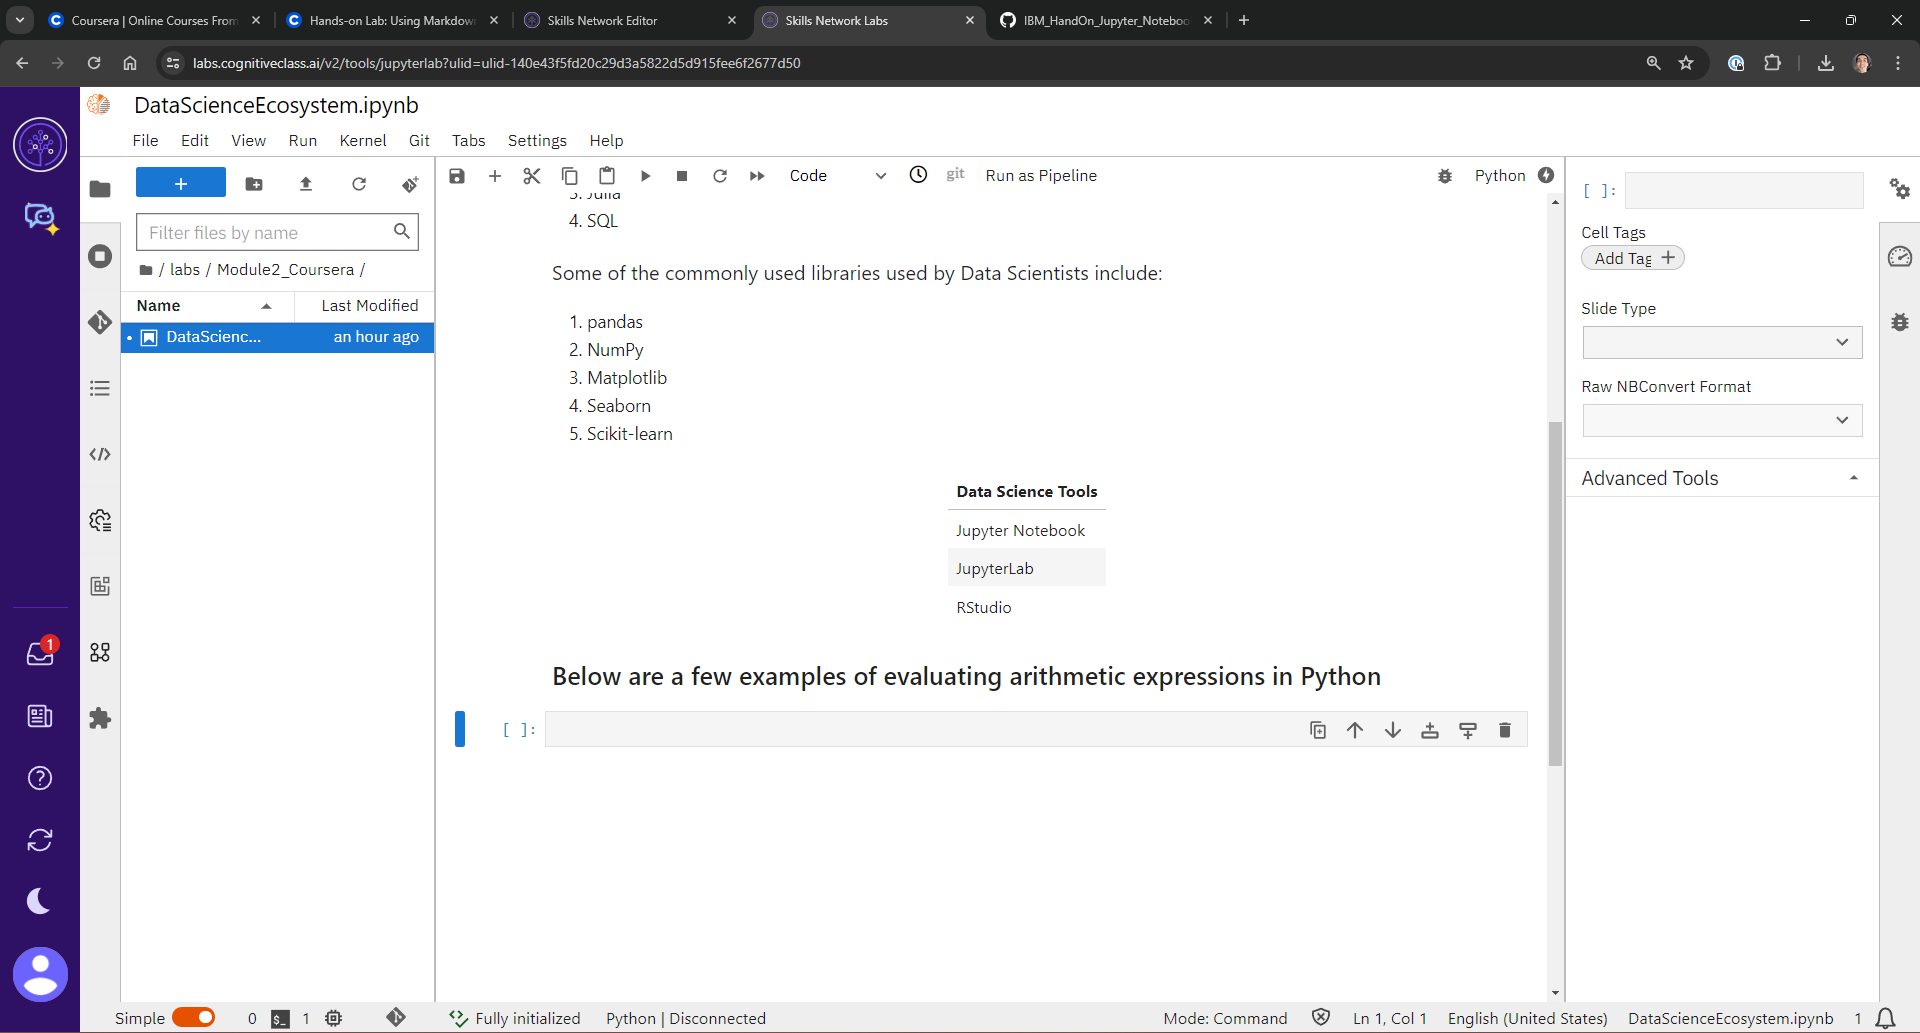 Coursera | Online Courses From
Hands-on Lab: Using Markdown
Skills Network Editor
Skills Network Labs
IBM_HandOn_Jupyter_Noteboo
labs.cognitiveclass.ai/v2/tools/jupyterlab?ulid=ulid-140e43f5fd20c29d3a5822d5d915fee6f2677d50
DataScienceEcosystem.ipynb
File Edit View Run Kernel Git Tabs Settings Help
Code
git
Run as Pipeline
Python
Filter files by name
/ labs / Module2_Coursera /
Name
Last Modified
DataScienc...
an hour ago
3. Julia
4. SQL
Some of the commonly used libraries used by Data Scientists include:
1. pandas
2. NumPy
3. Matplotlib
4. Seaborn
5. Scikit-learn
Data Science Tools
Jupyter Notebook
JupyterLab
RStudio
Below are a few examples of evaluating arithmetic expressions in Python
[ ]:
[ ]:
Cell Tags
Add Tag
Slide Type
Raw NBConvert Format
Advanced Tools
1
Simple
0
$_
1
Fully initialized
Python | Disconnected
Mode: Command
Ln 1, Col 1
English (United States)
DataScienceEcosystem.ipynb
1